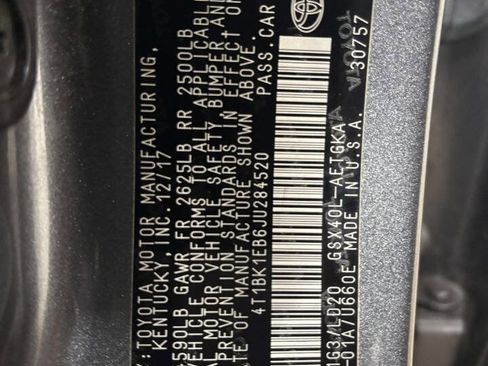 : TOYOTA MOTOR MANUFACTURING,
KENTUCKY, INC. 12/17
590LB GAWR FR 2625LB RR 2500LB
VEHICLE CONFORMS TO ALL APPLICABLE
AL MOTOR VEHICLE SAFETY, BUMPER, AND
PREVENTION STANDARDS IN EFFECT ON
E OF MANUFACTURE SHOWN ABOVE.
4T1BK1EB6JU284520 PASS.CAR
TOYOTA
1G3/LD20 GSX40L-AETGKA
-01A/U660E MADE IN U.S.A. 30757